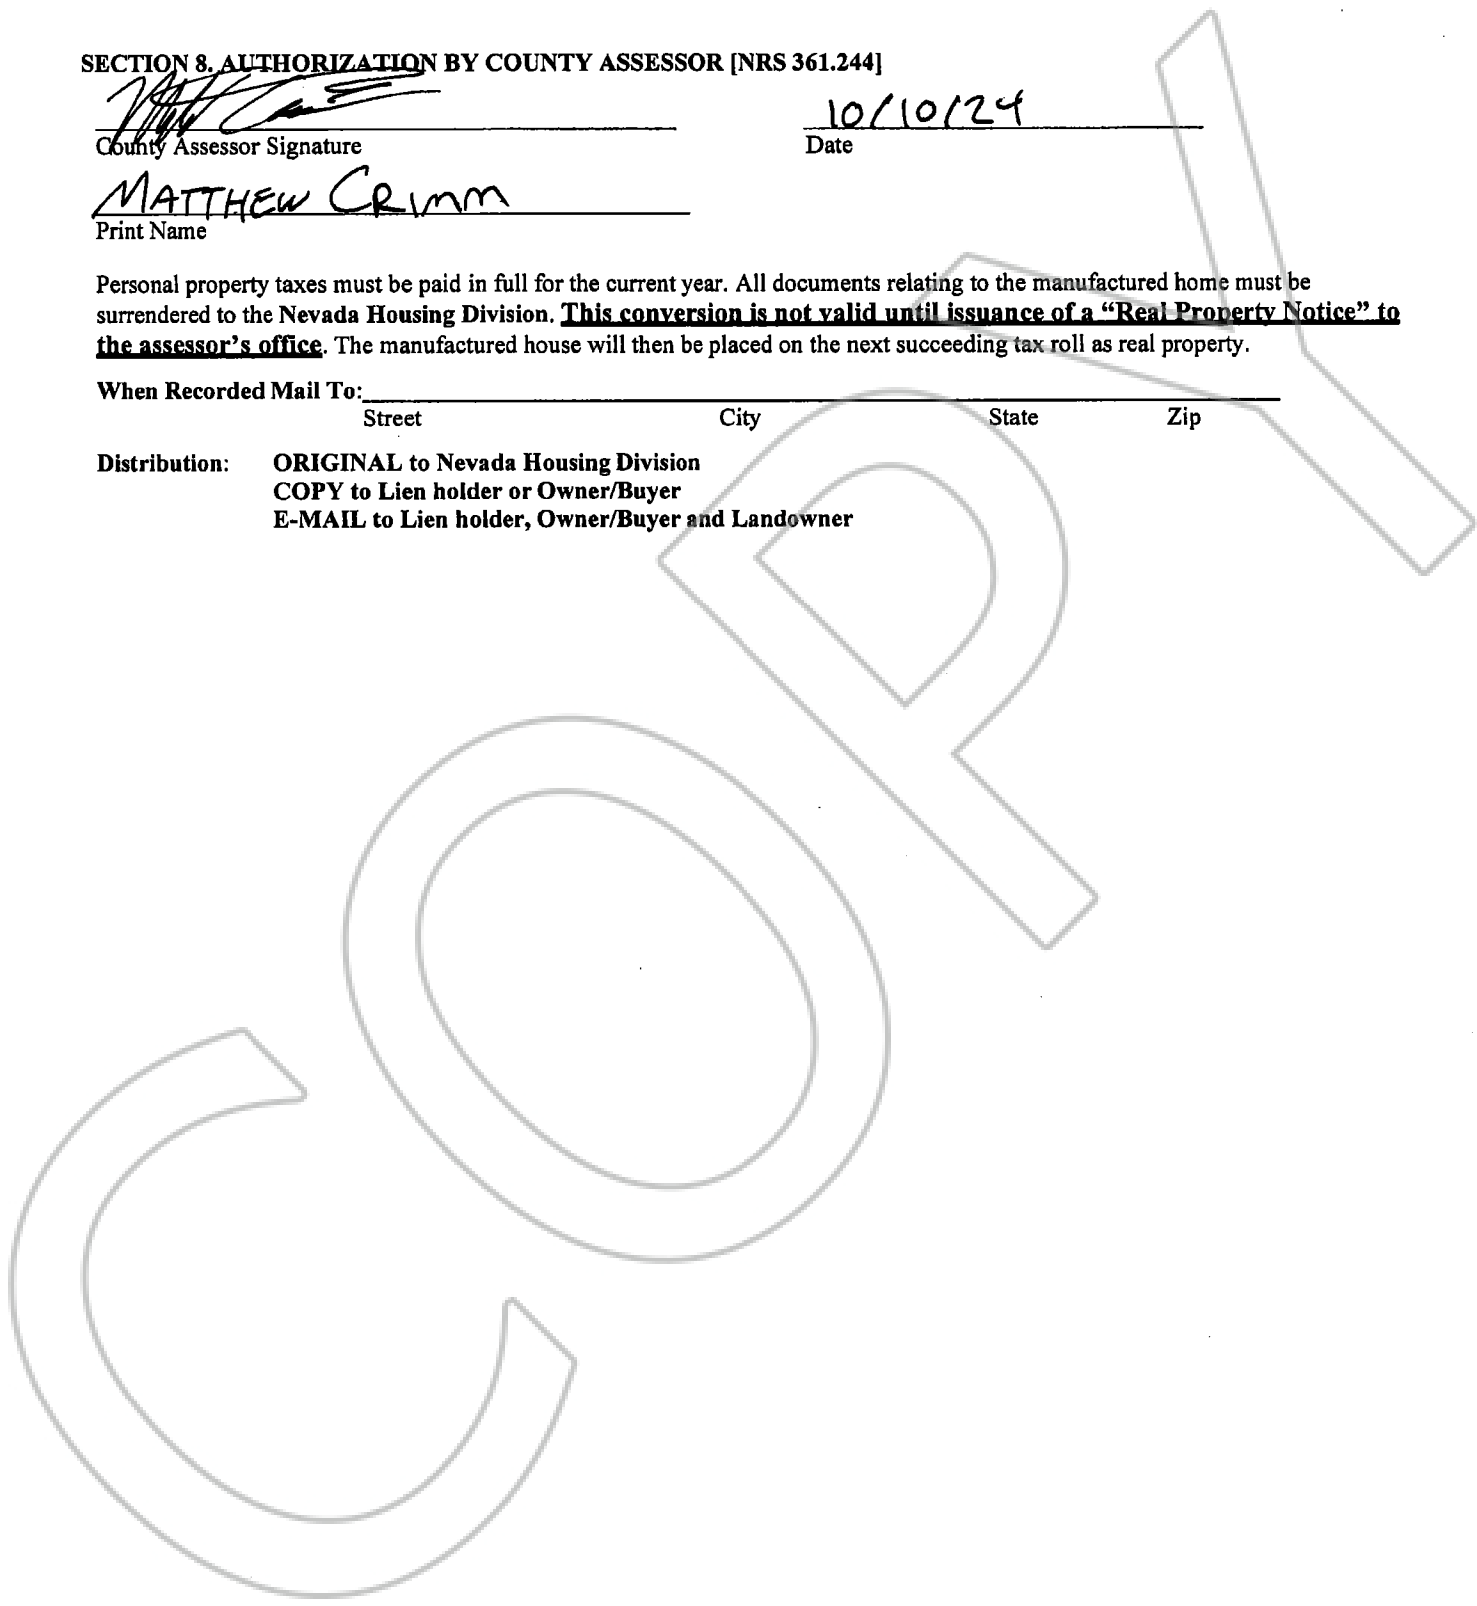 SECTION 8. AUTHORIZATION BY COUNTY ASSESSOR [NRS 361.244]
10/10/24
County Assessor Signature Date
MATTHEW CRIMM
Print Name
Personal property taxes must be paid in full for the current year. All documents relating to the manufactured home must be
surrendered to the Nevada Housing Division. This conversion is not valid until issuance of a “Real Property Notice” to
the assessor’s office. The manufactured house will then be placed on the next succeeding tax roll as real property.
When Recorded Mail To:
Street City State Zip
Distribution: ORIGINAL to Nevada Housing Division
COPY to Lien holder or Owner/Buyer
E-MAIL to Lien holder, Owner/Buyer and Landowner
COPY